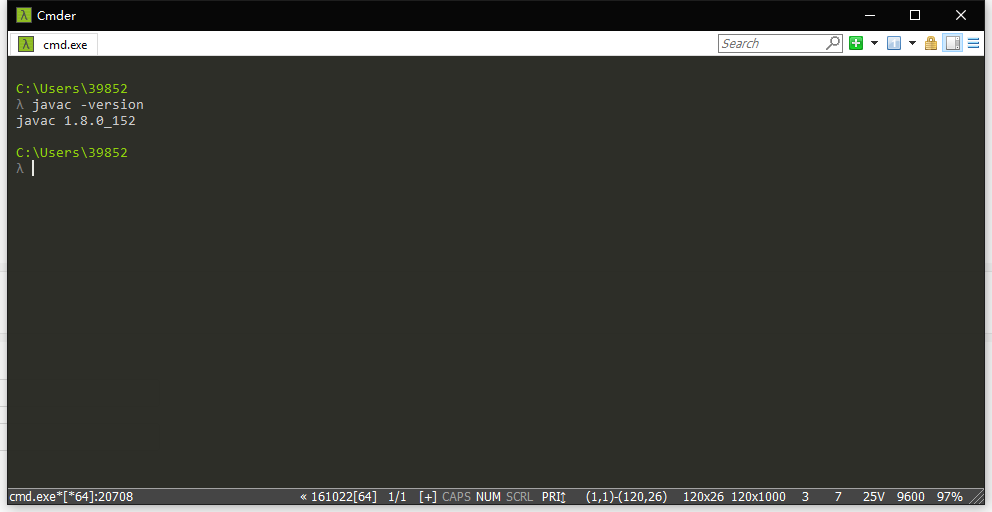 Cmder
cmd.exe
Search
C:\Users\39852
λ javac -version
javac 1.8.0_152
C:\Users\39852
λ
cmd.exe*[*64]:20708 « 161022[64] 1/1 [+] CAPS NUM SCRL PRI↕ (1,1)-(120,26) 120x26 120x1000 3 7 25V 9600 97%